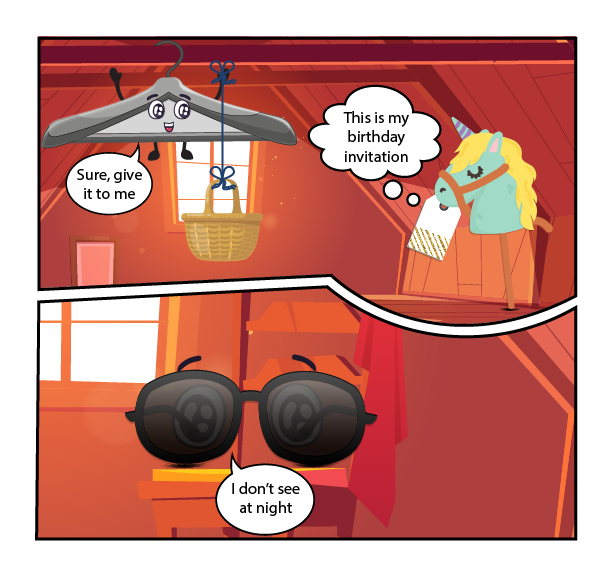 Sure, give
it to me
This is my
birthday
invitation
I don't see
at night